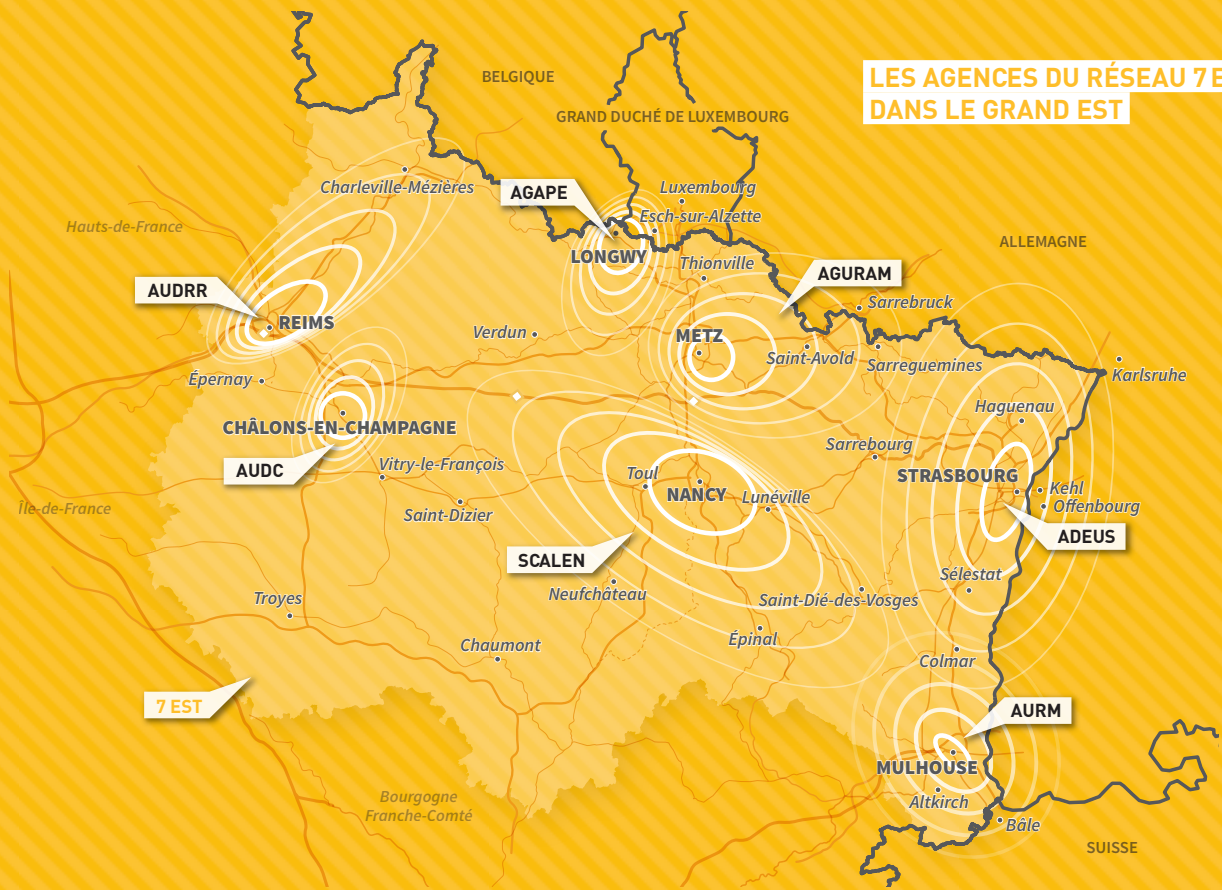 LES AGENCES DU RÉSEAU 7 E
DANS LE GRAND EST
BELGIQUE
GRAND DUCHÉ DE LUXEMBOURG
Charleville-Mézières
AGAPE
Luxembourg
Esch-sur-Alzette
Hauts-de-France
ALLEMAGNE
LONGWY
Thionville
AGURAM
AUDRR
Sarrebruck
REIMS
Verdun
METZ
Saint-Avold
Sarreguemines
Karlsruhe
Épernay
Haguenau
CHÂLONS-EN-CHAMPAGNE
Sarrebourg
AUDC
Vitry-le-François
Toul
NANCY
Lunéville
STRASBOURG
Kehl
Offenbourg
Île-de-France
Saint-Dizier
ADEUS
SCALEN
Sélestat
Neufchâteau
Saint-Dié-des-Vosges
Troyes
Épinal
Chaumont
Colmar
7 EST
AURM
MULHOUSE
Bourgogne
Franche-Comté
Altkirch
Bâle
SUISSE